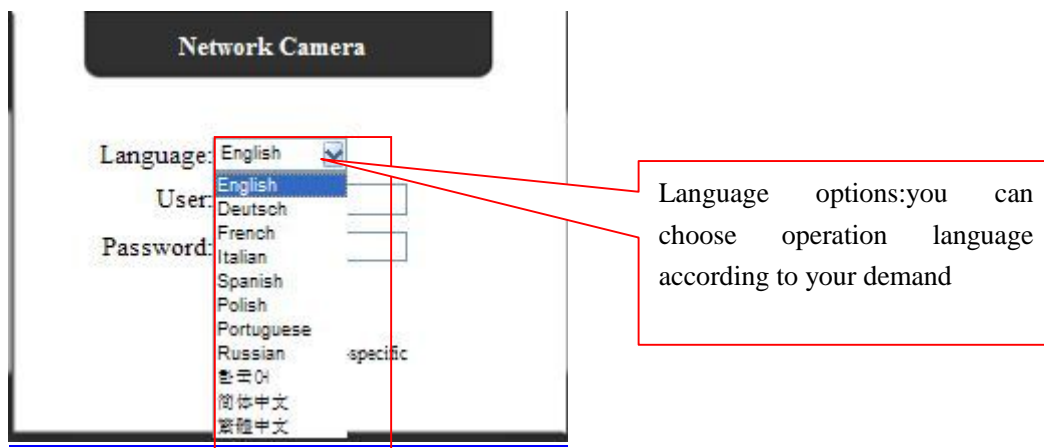 Network Camera
Language: English
English
User:
Deutsch
French
Password:
Italian
Spanish
Polish
Portuguese
Russian
-specific
한국어
简体中文
繁體中文
Language options:you can
choose operation language
according to your demand